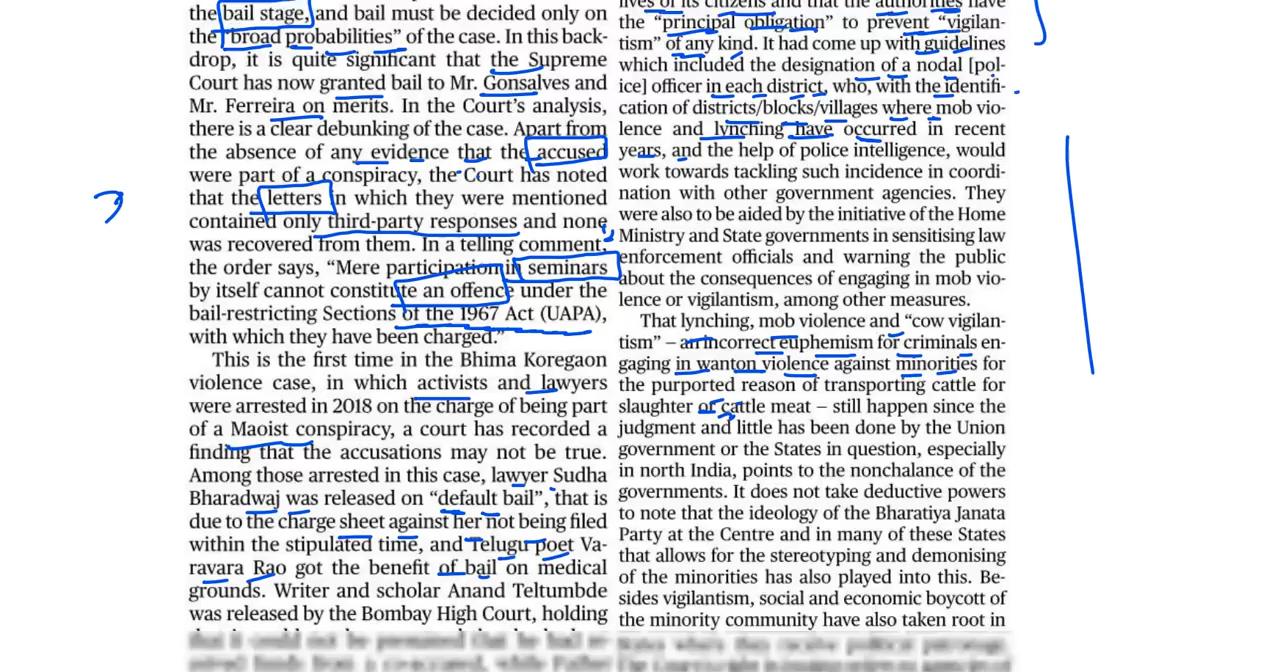 the bail stage, and bail must be decided only on
the “broad probabilities” of the case. In this back-
drop, it is quite significant that the Supreme
Court has now granted bail to Mr. Gonsalves and
Mr. Ferreira on merits. In the Court’s analysis,
there is a clear debunking of the case. Apart from
the absence of any evidence that the accused
were part of a conspiracy, the Court has noted
that the letters in which they were mentioned
contained only third-party responses and none
was recovered from them. In a telling comment,
the order says, “Mere participation in seminars
by itself cannot constitute an offence under the
bail-restricting Sections of the 1967 Act (UAPA),
with which they have been charged.”
This is the first time in the Bhima Koregaon
violence case, in which activists and lawyers
were arrested in 2018 on the charge of being part
of a Maoist conspiracy, a court has recorded a
finding that the accusations may not be true.
Among those arrested in this case, lawyer Sudha
Bharadwaj was released on “default bail”, that is
due to the charge sheet against her not being filed
within the stipulated time, and Telugu poet Va-
ravara Rao got the benefit of bail on medical
grounds. Writer and scholar Anand Teltumbde
was released by the Bombay High Court, holding
that it could not be presumed that he had re-
lives of its citizens and that the authorities have
the “principal obligation” to prevent “vigilan-
tism” of any kind. It had come up with guidelines
which included the designation of a nodal [pol-
ice] officer in each district, who, with the identifi-
cation of districts/blocks/villages where mob vio-
lence and lynching have occurred in recent
years, and the help of police intelligence, would
work towards tackling such incidence in coordi-
nation with other government agencies. They
were also to be aided by the initiative of the Home
Ministry and State governments in sensitising law
enforcement officials and warning the public
about the consequences of engaging in mob vio-
lence or vigilantism, among other measures.
That lynching, mob violence and “cow vigilan-
tism” – an incorrect euphemism for criminals en-
gaging in wanton violence against minorities for
the purported reason of transporting cattle for
slaughter or cattle meat – still happen since the
judgment and little has been done by the Union
government or the States in question, especially
in north India, points to the nonchalance of the
governments. It does not take deductive powers
to note that the ideology of the Bharatiya Janata
Party at the Centre and in many of these States
that allows for the stereotyping and demonising
of the minorities has also played into this. Be-
sides vigilantism, social and economic boycott of
the minority community have also taken root in